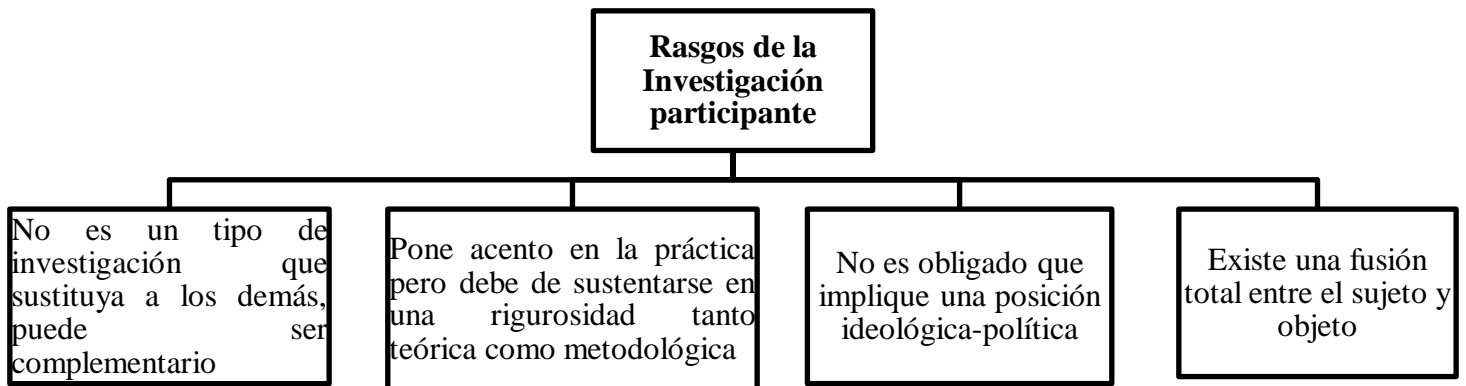 Rasgos de la
Investigación
participante
No es un tipo de
investigación que
sustituya a los demás,
puede ser
complementario
Pone acento en la práctica
pero debe de sustentarse en
una rigurosidad tanto
teórica como metodológica
No es obligado que
implique una posición
ideológica-política
Existe una fusión
total entre el sujeto y
objeto